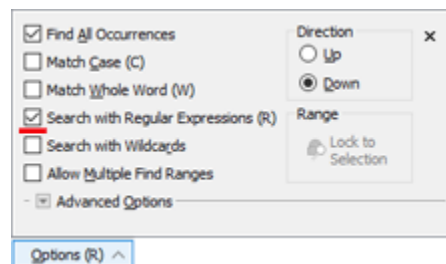 Find All Occurrences
Match Case (C)
Match Whole Word (W)
Search with Regular Expressions (R)
Search with Wildcards
Allow Multiple Find Ranges
Advanced Options
Direction
Up
Down
Range
Lock to
Selection
Options (R)